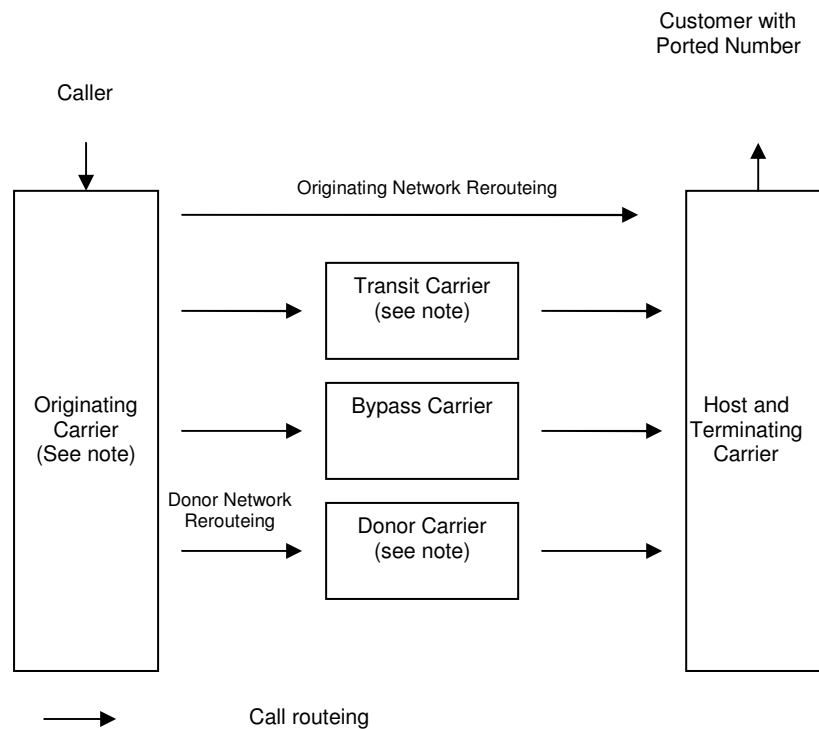 Customer with
Ported Number
Caller
Originating Network Rerouteing
Transit Carrier
(see note)
Originating
Carrier
(See note)
Bypass Carrier
Host and
Terminating
Carrier
Donor Network
Rerouteing
Donor Carrier
(see note)
Call routeing